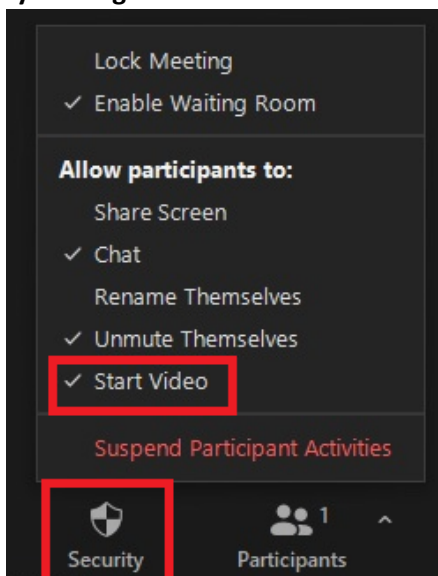 Lock Meeting
✓ Enable Waiting Room
Allow participants to:
Share Screen
✓ Chat
Rename Themselves
✓ Unmute Themselves
✓ Start Video
Suspend Participant Activities
1
Security Participants